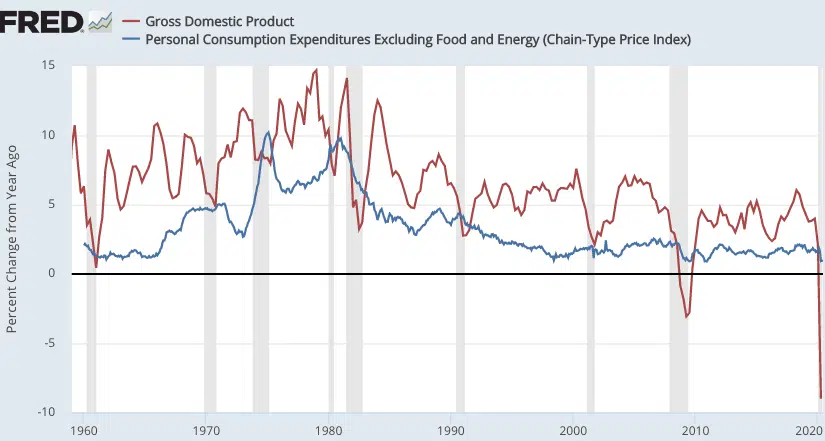 FRED
Gross Domestic Product
Personal Consumption Expenditures Excluding Food and Energy (Chain-Type Price Index)
Percent Change from Year Ago
15
10
5
0
-5
-10
1960 1970 1980 1990 2000 2010 2020